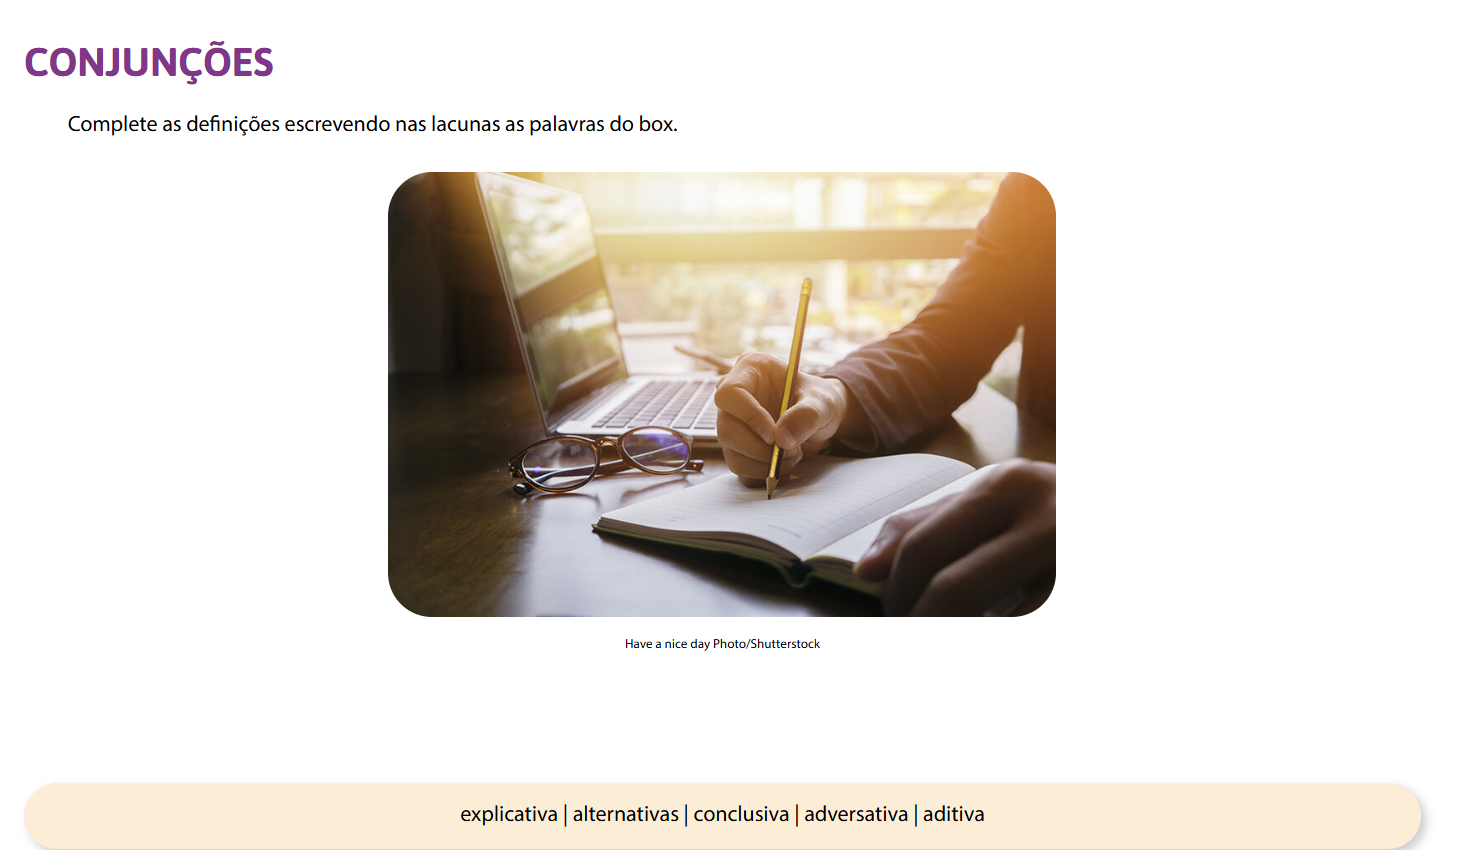 CONJUNÇÕES
Complete as definições escrevendo nas lacunas as palavras do box.
Have a nice day Photo/Shutterstock
explicativa | alternativas | conclusiva | adversativa | aditiva